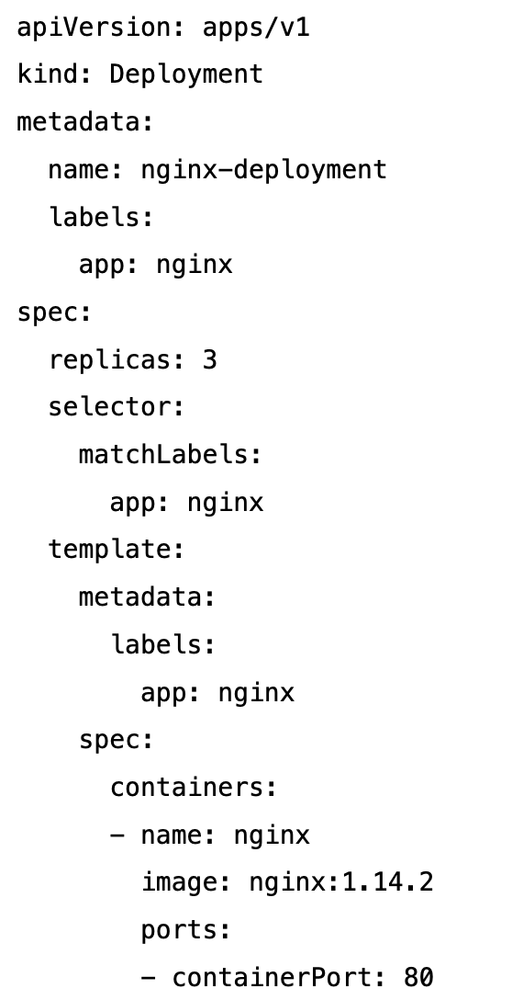 apiVersion: apps/v1
kind: Deployment
metadata:
  name: nginx-deployment
  labels:
    app: nginx
spec:
  replicas: 3
  selector:
    matchLabels:
      app: nginx
  template:
    metadata:
      labels:
        app: nginx
    spec:
      containers:
      - name: nginx
        image: nginx:1.14.2
        ports:
        - containerPort: 80